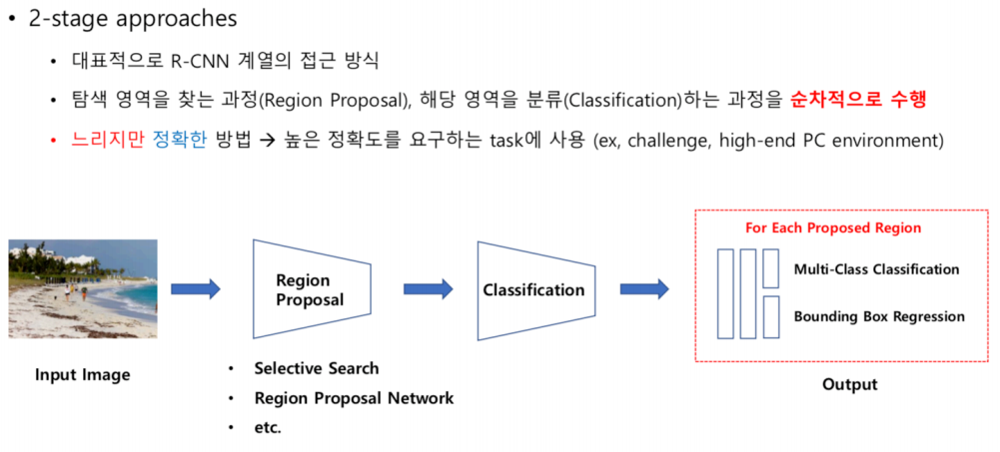 • 2-stage approaches
• 대표적으로 R-CNN 계열의 접근 방식
• 탐색 영역을 찾는 과정(Region Proposal), 해당 영역을 분류(Classification)하는 과정을 순차적으로 수행
• 느리지만 정확한 방법 → 높은 정확도를 요구하는 task에 사용 (ex, challenge, high-end PC environment)
Input Image
Region
Proposal
• Selective Search
• Region Proposal Network
• etc.
Classification
For Each Proposed Region
Multi-Class Classification
Bounding Box Regression
Output